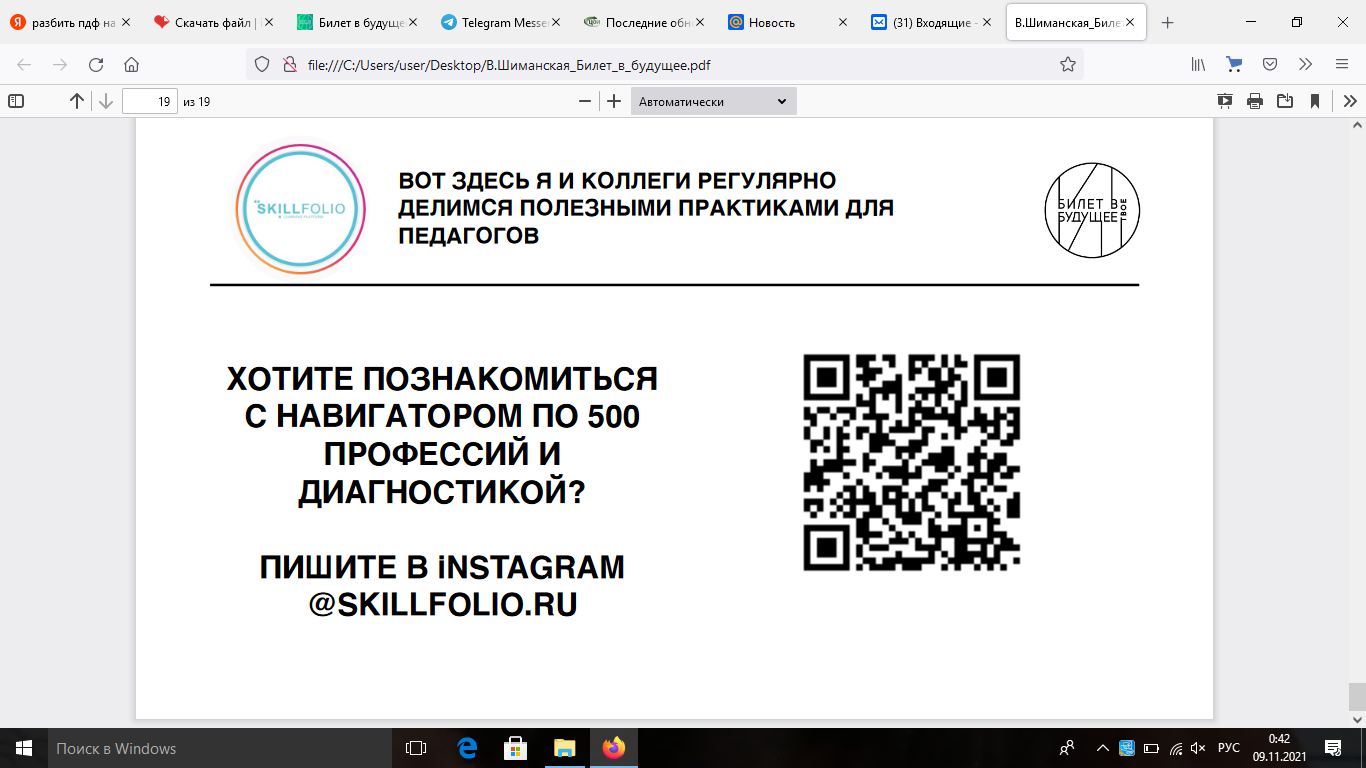 разбить пдф на
Скачать файл |
Билет в будуще
Telegram Messe
Последние обн
Новость
(31) Входящие -
В.Шиманская_Биле
file:///C:/Users/user/Desktop/В.Шиманская_Билет_в_будущее.pdf
19 из 19
Автоматически
SKILLFOLIO
ВОТ ЗДЕСЬ Я И КОЛЛЕГИ РЕГУЛЯРНО
ДЕЛИМСЯ ПОЛЕЗНЫМИ ПРАКТИКАМИ ДЛЯ
ПЕДАГОГОВ
БИЛЕТ В
БУДУЩЕЕ
ТВОЕ
ХОТИТЕ ПОЗНАКОМИТЬСЯ
С НАВИГАТОРОМ ПО 500
ПРОФЕССИЙ И
ДИАГНОСТИКОЙ?
ПИШИТЕ В iNSTAGRAM
@SKILLFOLIO.RU
Поиск в Windows
РУС
0:42
09.11.2021